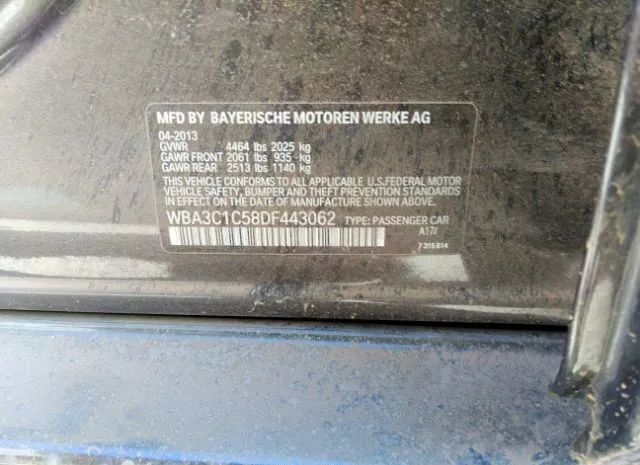 MFD BY BAYERISCHE MOTOREN WERKE AG
04-2013
GVWR 4464 lbs 2025 kg
GAWR FRONT 2061 lbs 935 kg
GAWR REAR 2513 lbs 1140 kg
THIS VEHICLE CONFORMS TO ALL APPLICABLE U.S.FEDERAL MOTOR
VEHICLE SAFETY, BUMPER AND THEFT PREVENTION STANDARDS
IN EFFECT ON THE DATE OF MANUFACTURE SHOWN ABOVE.
WBA3C1C58DF443062 TYPE: PASSENGER CAR
A17/
7315814